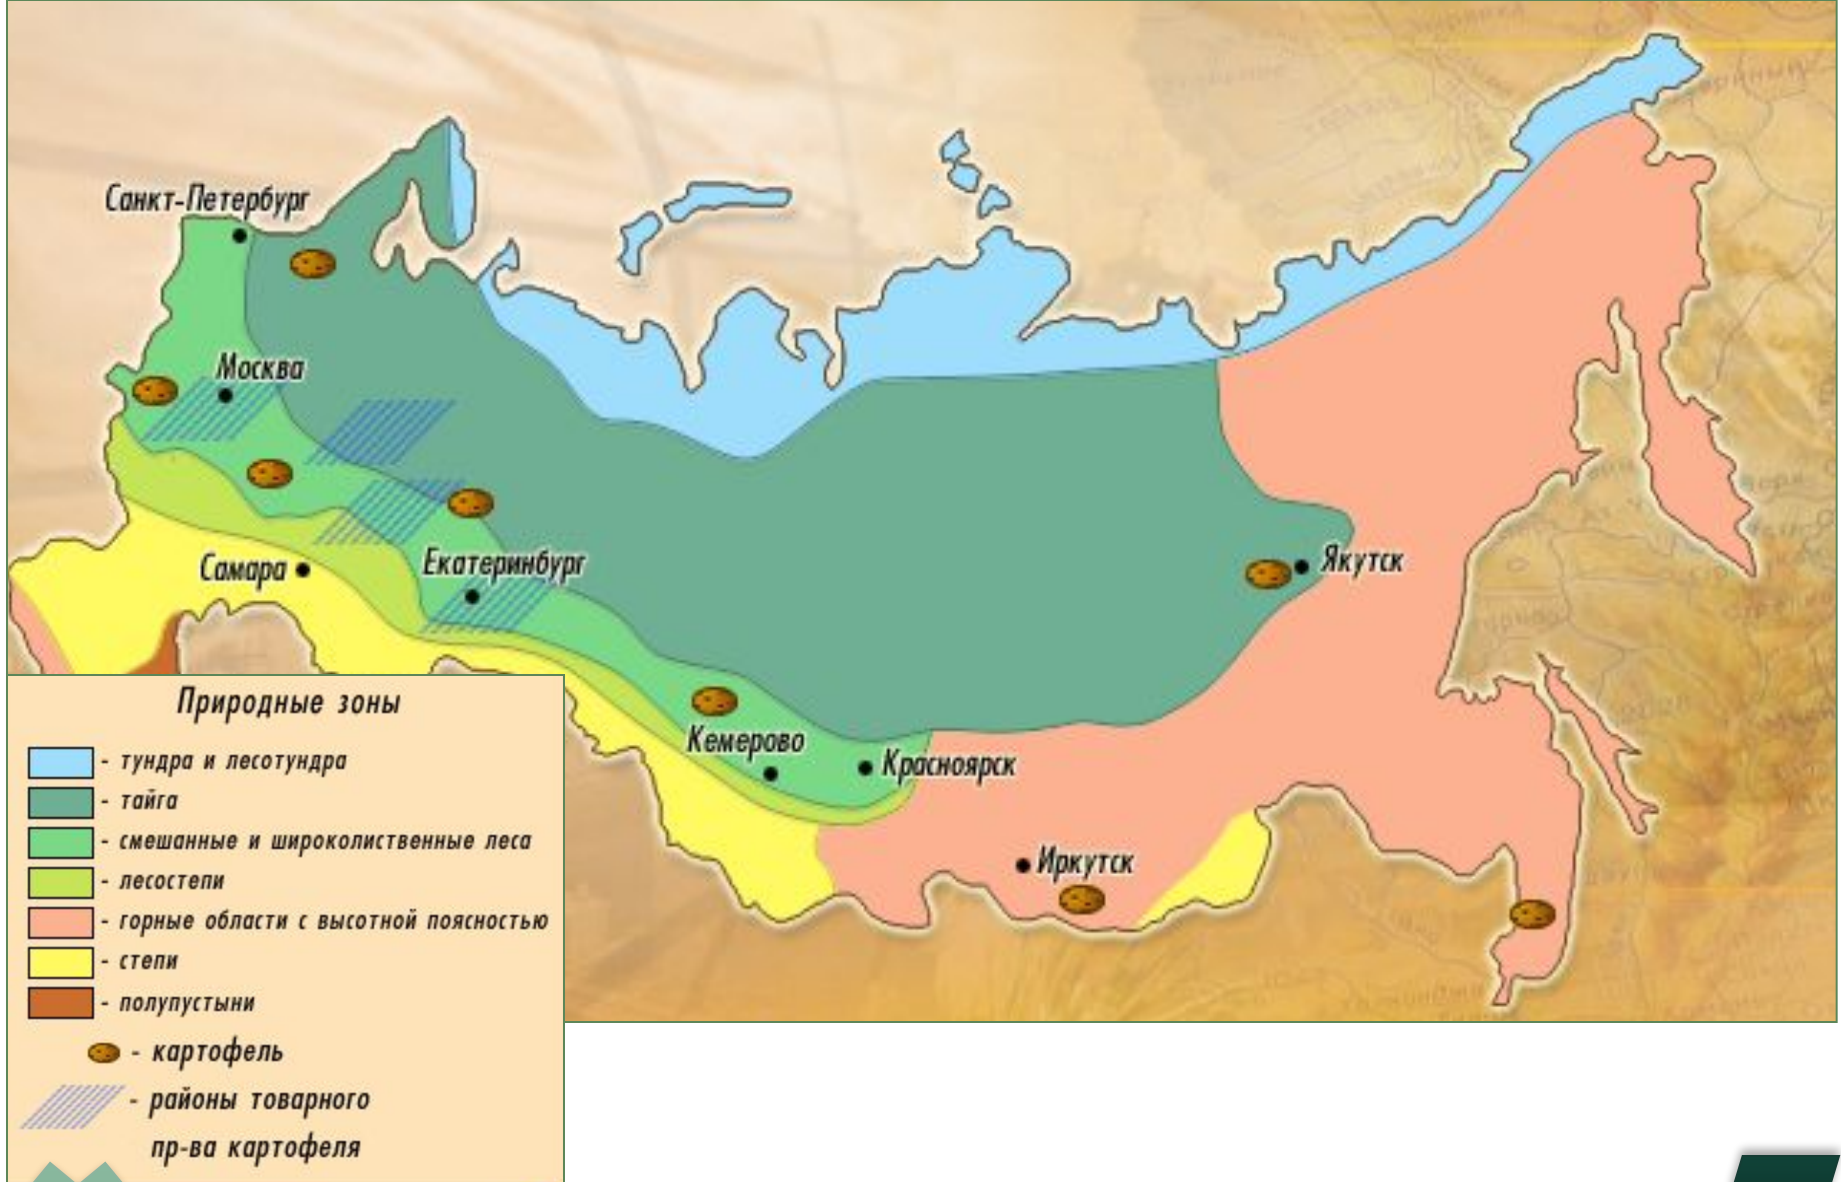 Санкт-Петербург
Москва
Екатеринбург
Самара
Якутск
Кемерово
Красноярск
Иркутск
Природные зоны
- тундра и лесотундра
- тайга
- смешанные и широколиственные леса
- лесостепи
- горные области с высотной поясностью
- степи
- полупустыни
- картофель
- районы товарного
пр-ва картофеля